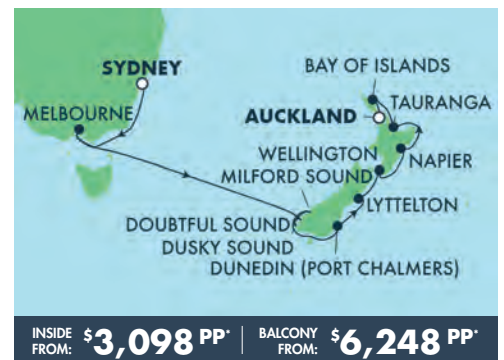 SYDNEY
MELBOURNE
BAY OF ISLANDS
TAURANGA
AUCKLAND
WELLINGTON
NAPIER
MILFORD SOUND
LYTTELTON
DOUBTFUL SOUND
DUSKY SOUND
DUNEDIN (PORT CHALMERS)
INSIDE FROM: $3,098 PP* | BALCONY FROM: $6,248 PP*